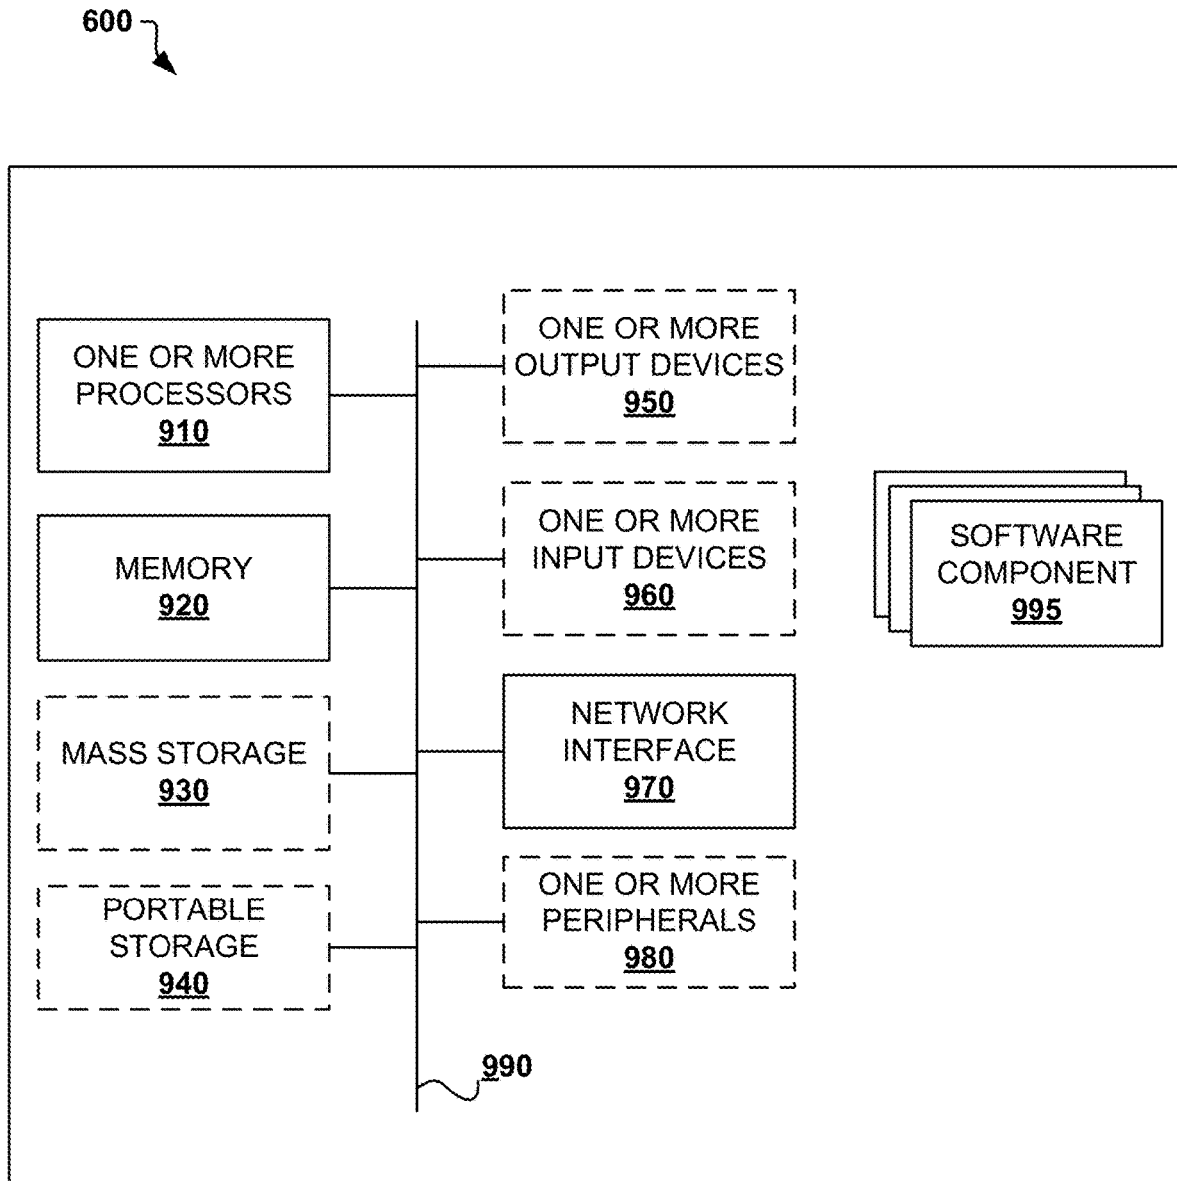 600
ONE OR MORE
PROCESSORS
910
MEMORY
920
MASS STORAGE
930
PORTABLE
STORAGE
940
ONE OR MORE
OUTPUT DEVICES
950
ONE OR MORE
INPUT DEVICES
960
NETWORK
INTERFACE
970
ONE OR MORE
PERIPHERALS
980
990
SOFTWARE
COMPONENT
995